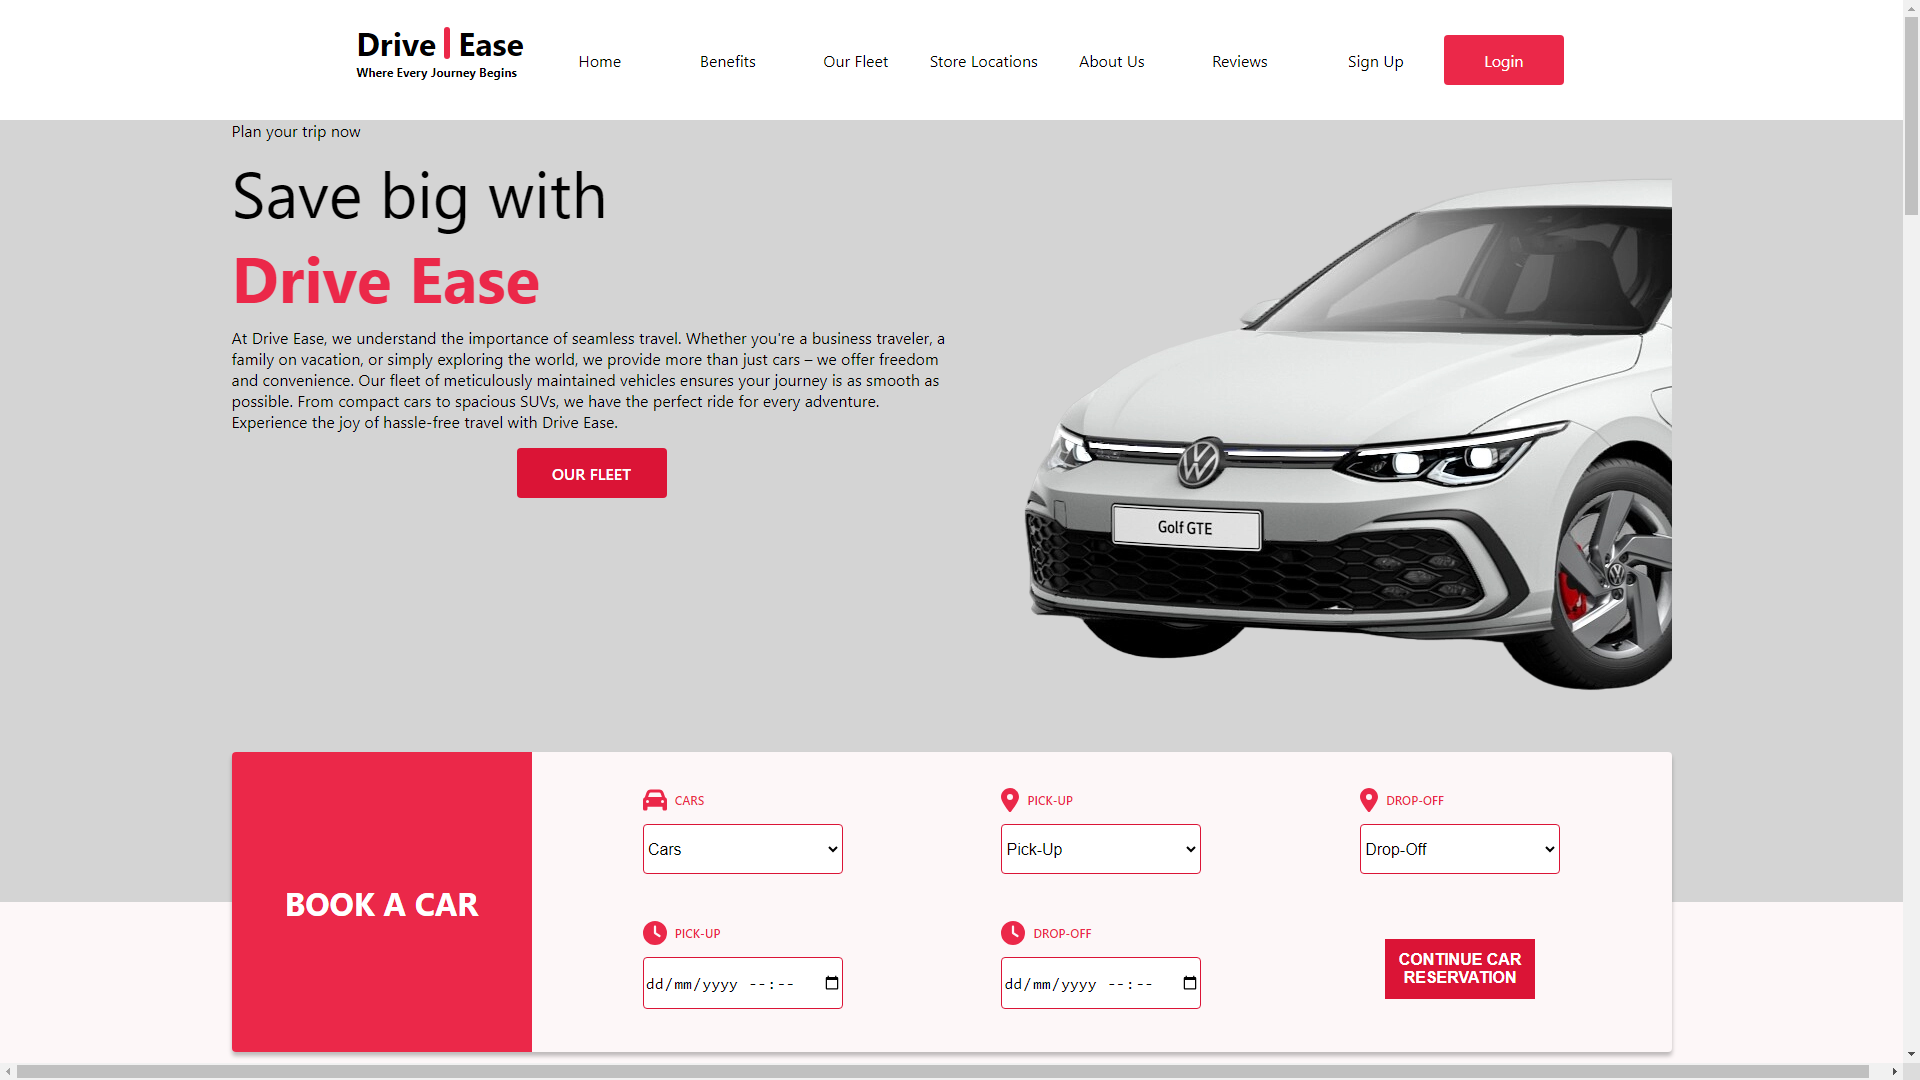 Drive Ease
Where Every Journey Begins
Home
Benefits
Our Fleet
Store Locations
About Us
Reviews
Sign Up
Login
Plan your trip now
Save big with
Drive Ease
At Drive Ease, we understand the importance of seamless travel. Whether you're a business traveler, a
family on vacation, or simply exploring the world, we provide more than just cars – we offer freedom
and convenience. Our fleet of meticulously maintained vehicles ensures your journey is as smooth as
possible. From compact cars to spacious SUVs, we have the perfect ride for every adventure.
Experience the joy of hassle-free travel with Drive Ease.
OUR FLEET
Golf GTE
BOOK A CAR
CARS
Cars
PICK-UP
Pick-Up
DROP-OFF
Drop-Off
PICK-UP
dd/mm/yyyy --:--
DROP-OFF
dd/mm/yyyy --:--
CONTINUE CAR
RESERVATION